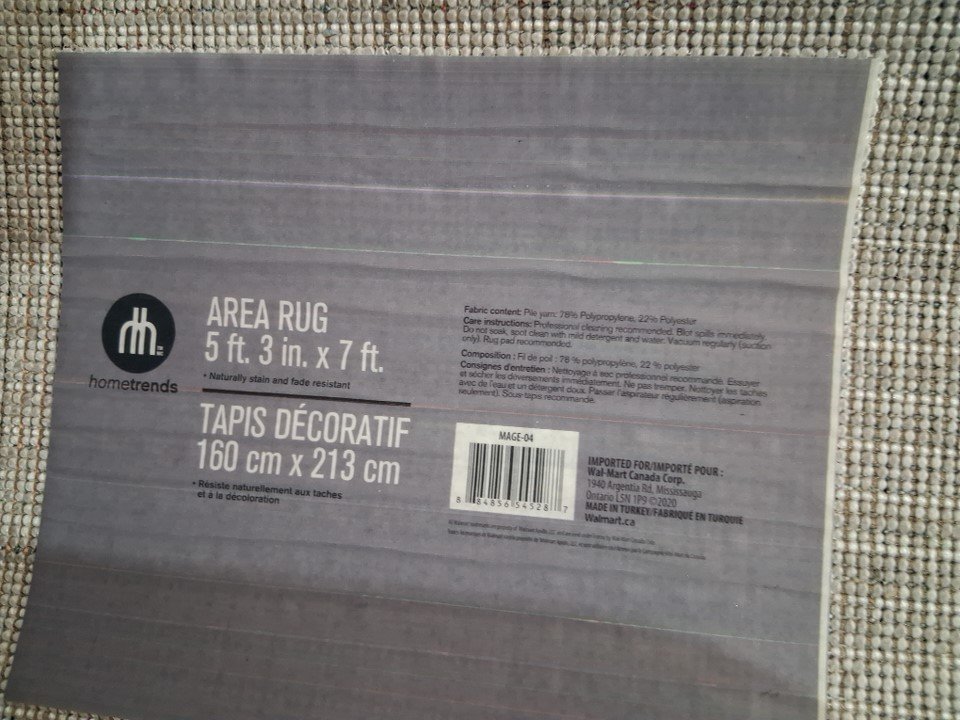 hometrends
TM
MC
AREA RUG
5 ft. 3 in. x 7 ft.
• Naturally stain and fade resistant
TAPIS DÉCORATIF
160 cm x 213 cm
• Résiste naturellement aux taches
et à la décoloration
Fabric content: Pile yarn: 78% Polypropylene, 22% Polyester
Care instructions: Professional cleaning recommended. Blot spills immediately.
Do not soak, spot clean with mild detergent and water. Vacuum regularly (suction
only). Rug pad recommended.
Composition : Fil de poil : 78 % polypropylène, 22 % polyester
Consignes d'entretien : Nettoyage à sec professionnel recommandé. Essuyer
et sécher les déversements immédiatement. Ne pas tremper. Nettoyer les taches
avec de l'eau et un détergent doux. Passer l'aspirateur régulièrement (aspiration
seulement). Sous-tapis recommandé.
MAGE-04
8 84856 54528 7
IMPORTED FOR/IMPORTÉ POUR :
Wal-Mart Canada Corp.
1940 Argentia Rd, Mississauga
Ontario L5N 1P9 ©2020
MADE IN TURKEY/FABRIQUÉ EN TURQUIE
Walmart.ca